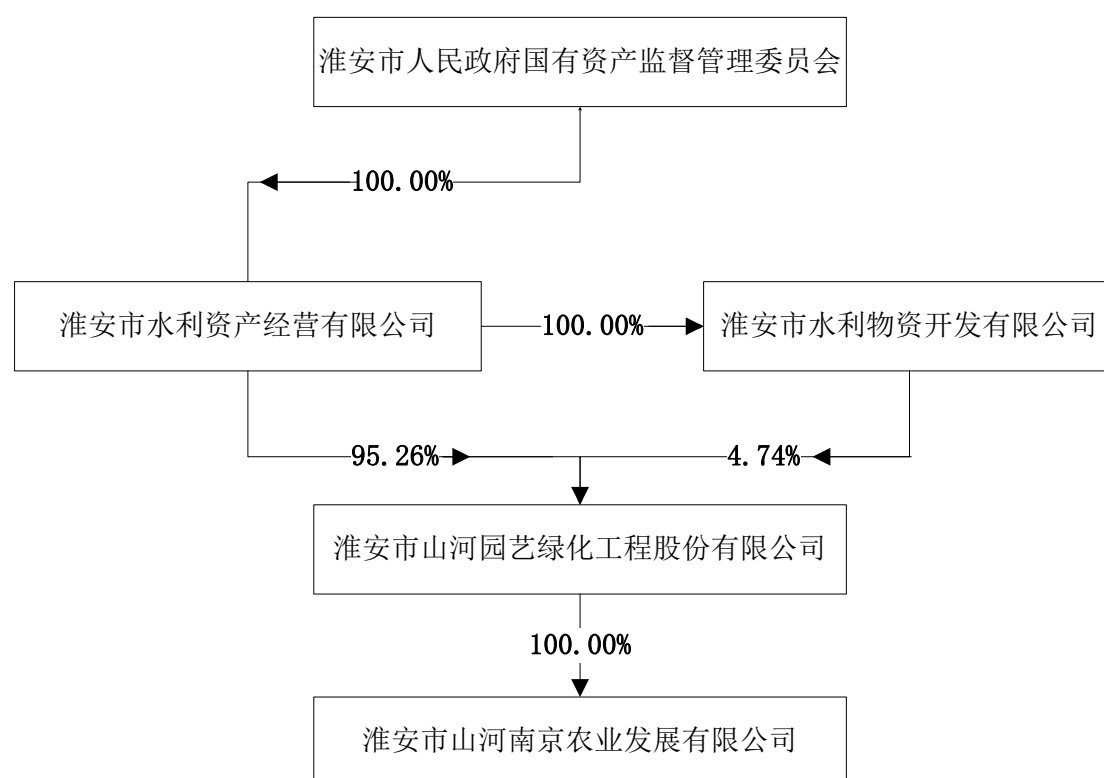 淮安市人民政府国有资产监督管理委员会
100.00%
淮安市水利资产经营有限公司
100.00%
淮安市水利物资开发有限公司
95.26%
4.74%
淮安市山河园艺绿化工程股份有限公司
100.00%
淮安市山河南京农业发展有限公司